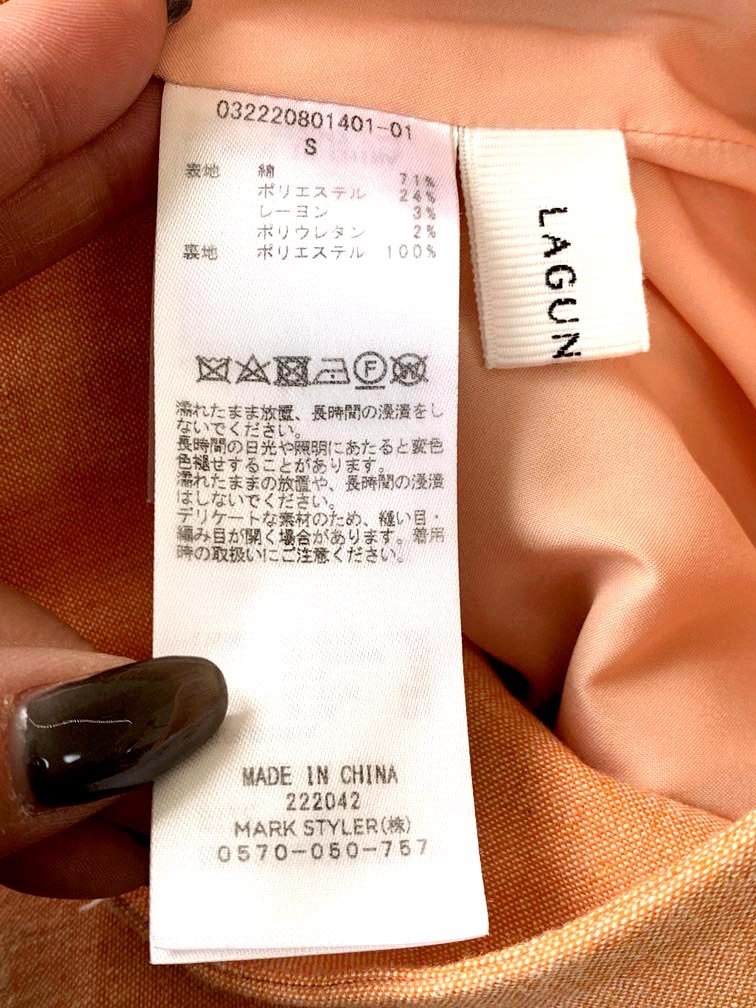 032220801401-01
S
表地 綿 71%
ポリエステル 24%
レーヨン 3%
ポリウレタン 2%
裏地 ポリエステル 100%
F
W
濡れたまま放置、長時間の浸漬をし
ないでください。
長時間の日光や照明にあたると変色
色褪せすることがあります。
濡れたままの放置や、長時間の浸漬
はしないでください。
デリケートな素材のため、縫い目・
編み目が開く場合があります。着用
時の取扱いにご注意ください。
MADE IN CHINA
222042
MARK STYLER(株)
0570-050-757
LAGUN